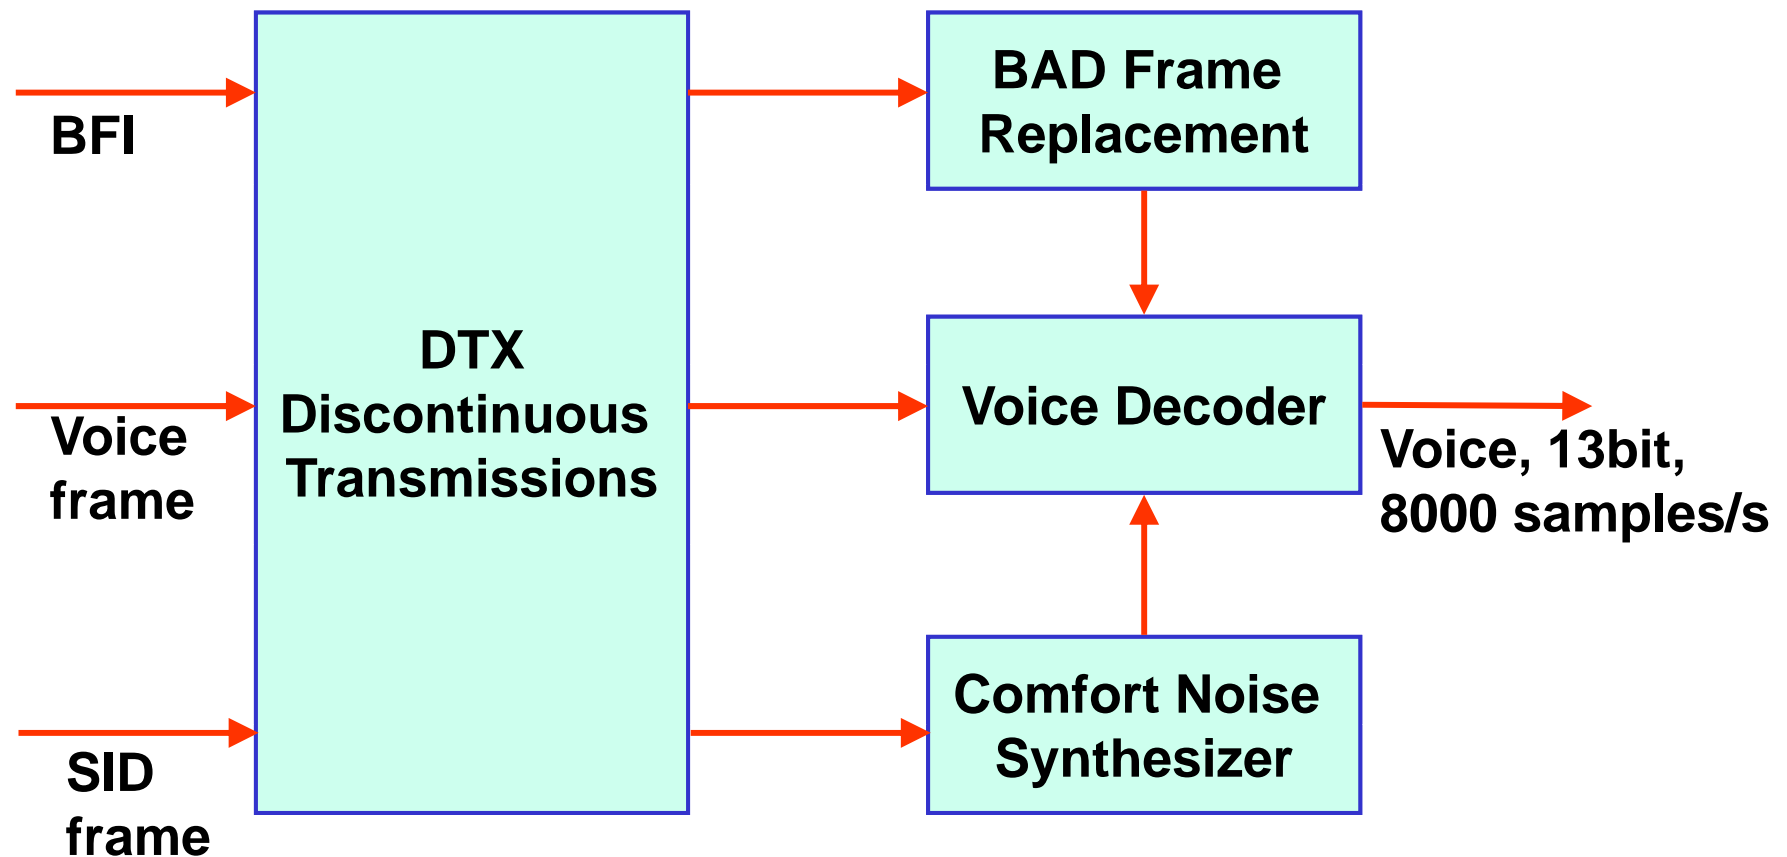 BFI
Voice
frame
SID
frame
DTX
Discontinuous
Transmissions
BAD Frame
Replacement
Voice Decoder
Comfort Noise
Synthesizer
Voice, 13bit,
8000 samples/s